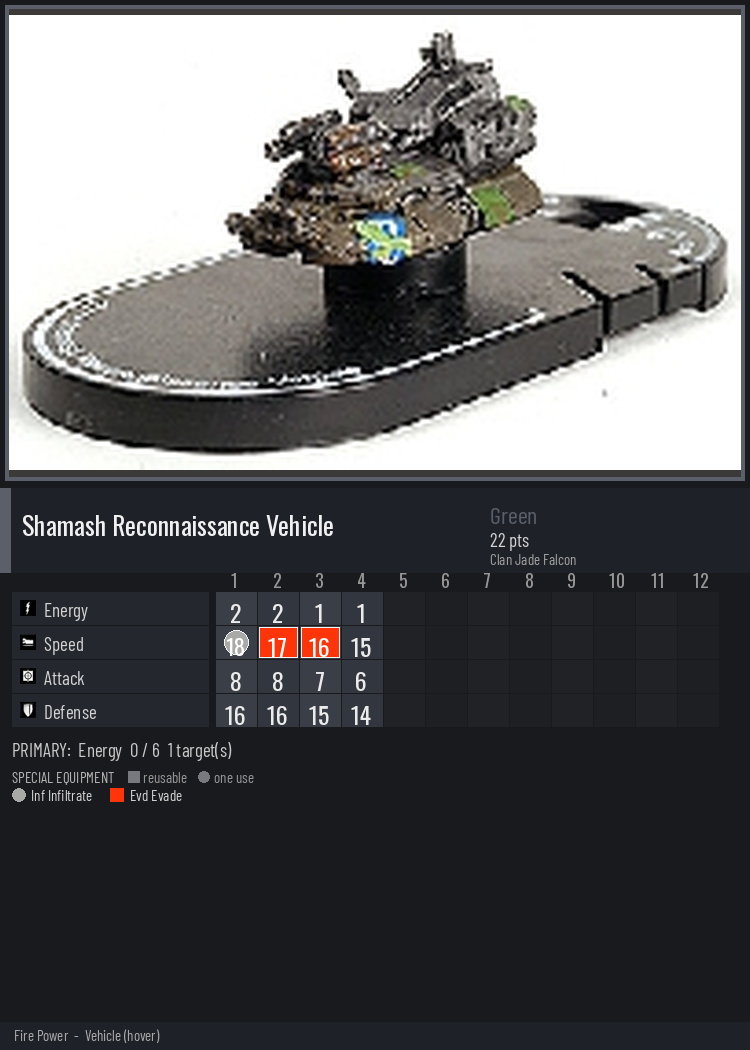 Shamash Reconnaissance Vehicle
Green
22 pts
Clan Jade Falcon
1 2 3 4 5 6 7 8 9 10 11 12
Energy 2 2 1 1
Speed 18 17 16 15
Attack 8 8 7 6
Defense 16 16 15 14
PRIMARY: Energy 0 / 6 1 target(s)
SPECIAL EQUIPMENT reusable one use
Inf Infiltrate Evd Evade
Fire Power - Vehicle (hover)